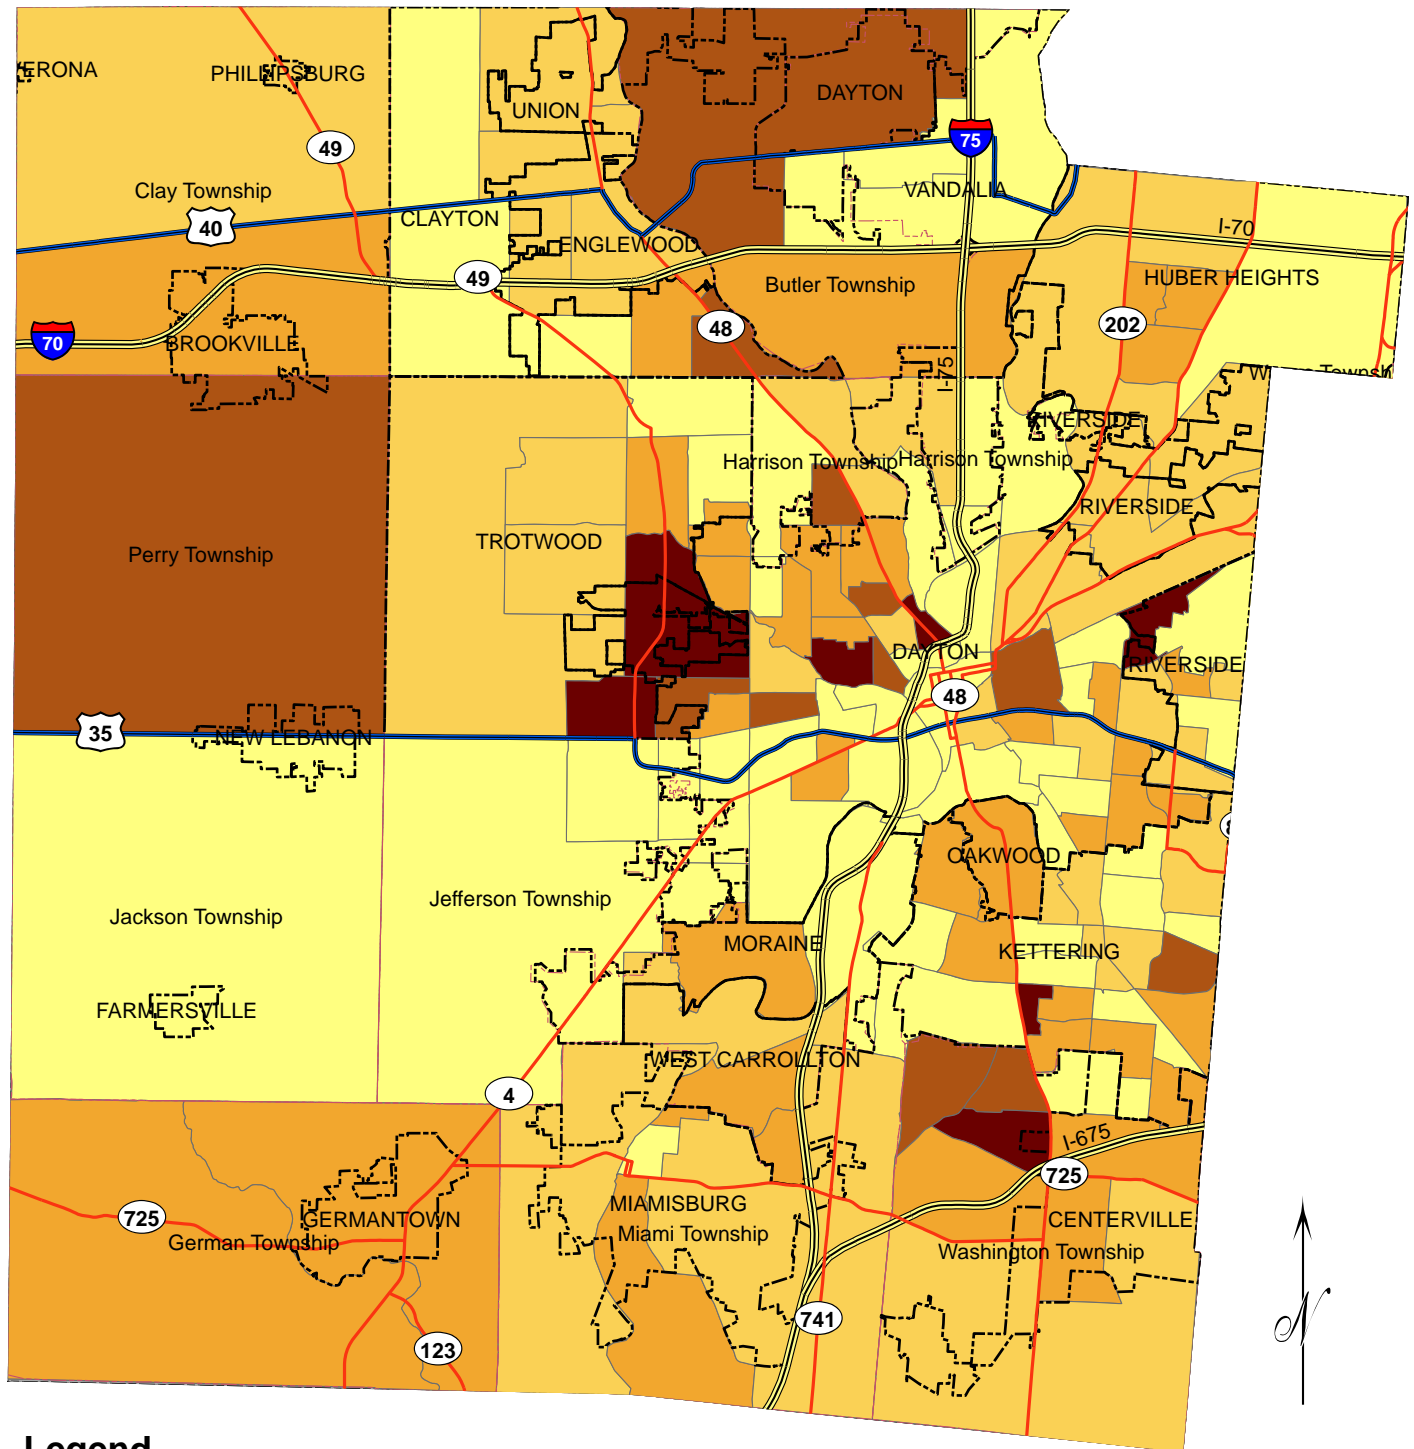 ERONA
PHILLIPSBURG
UNION
DAYTON
49
75
Clay Township
VANDALIA
CLAYTON
40
I-70
ENGLEWOOD
49
HUBER HEIGHTS
Butler Township
48
202
70
BROOKVILLE
I-75
RIVERSIDE
Harrison Township
Harrison Township
RIVERSIDE
TROTWOOD
Perry Township
DAYTON
RIVERSIDE
48
35
NEW LEBANON
OAKWOOD
Jefferson Township
Jackson Township
MORAINE
KETTERING
FARMERSVILLE
WEST CARROLLTON
4
I-675
725
MIAMISBURG
725
GERMANTOWN
CENTERVILLE
Miami Township
German Township
Washington Township
741
123
N
Legend